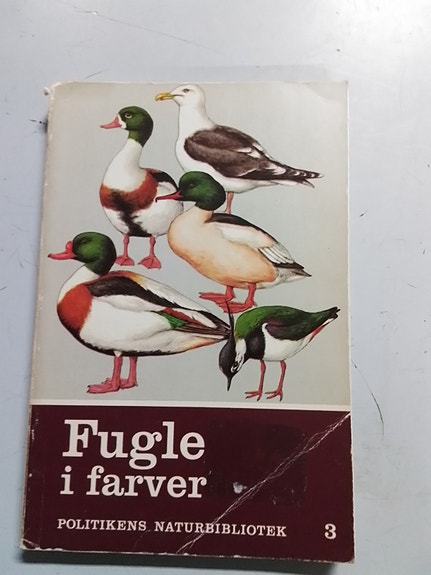 Fugle
i farver
POLITIKENS NATURBIBLIOTEK 3